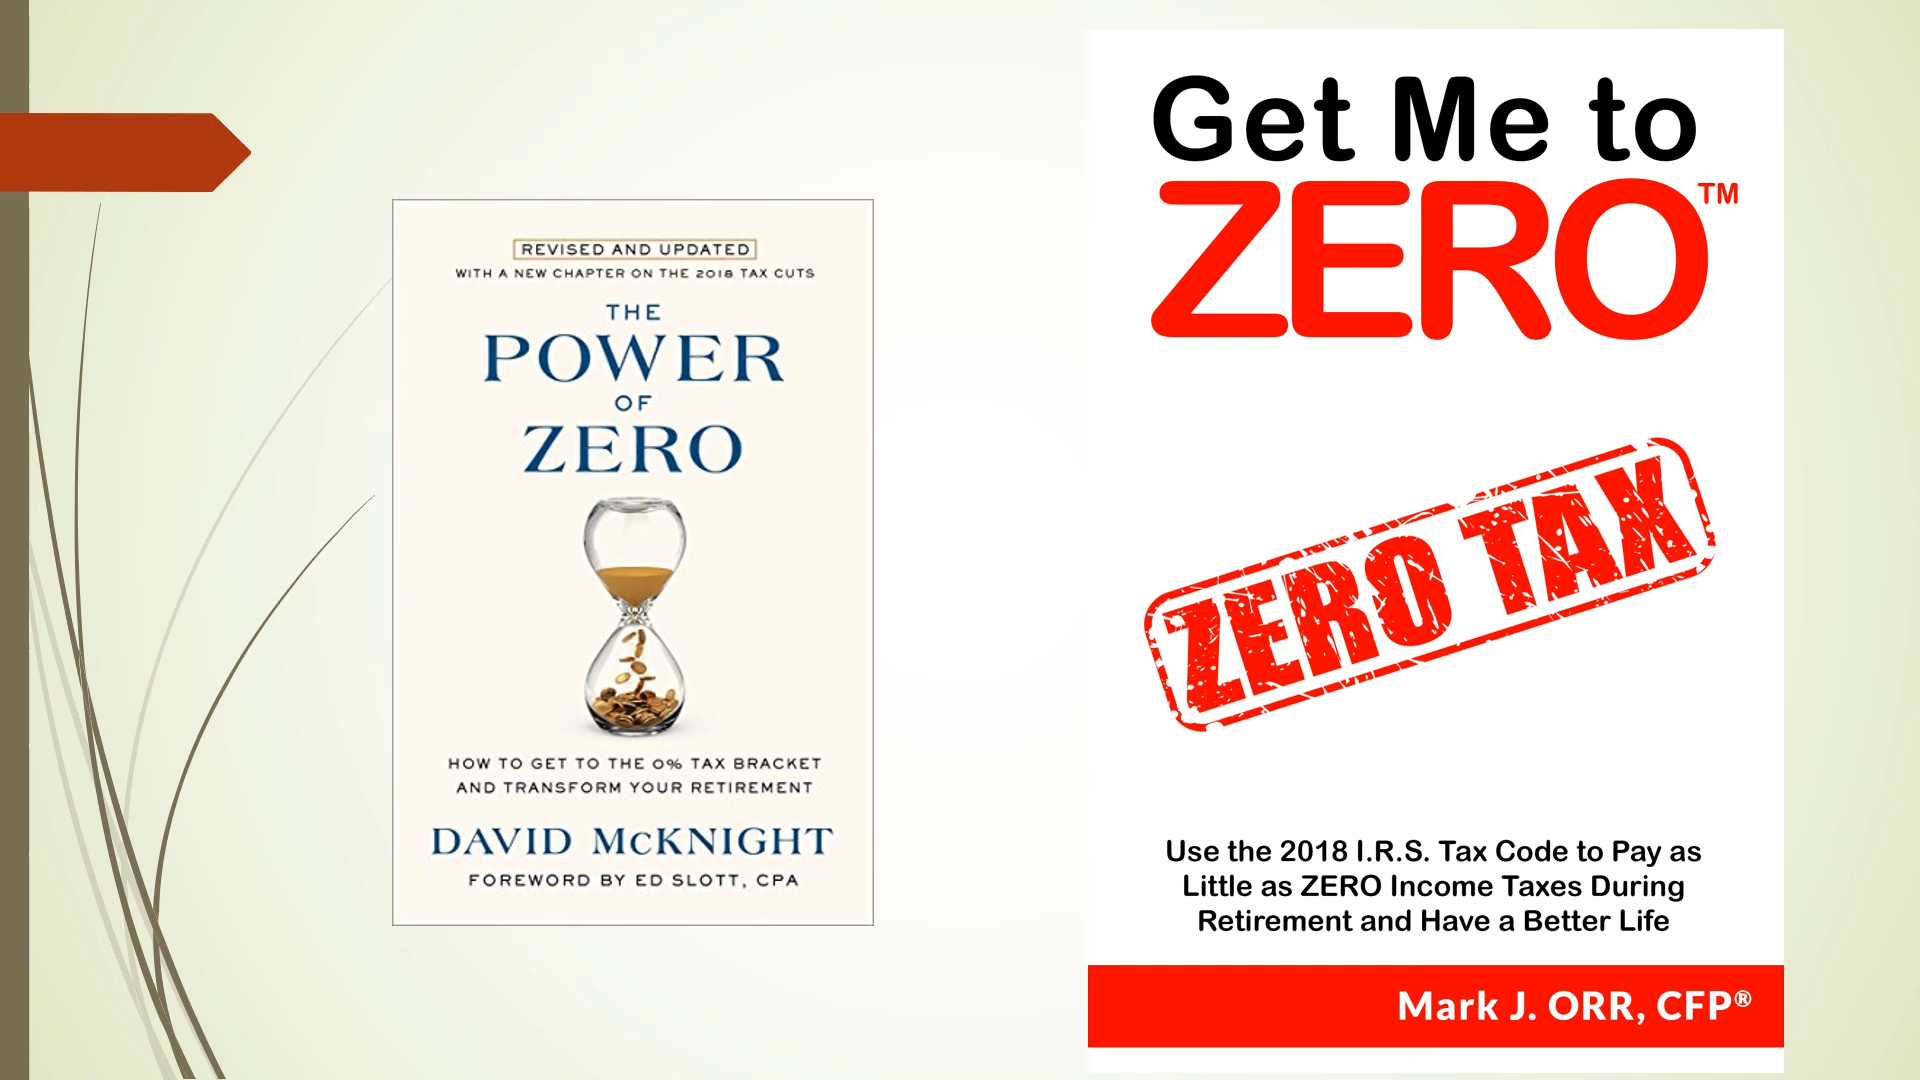 REVISED AND UPDATED
WITH A NEW CHAPTER ON THE 2018 TAX CUTS
THE
POWER
OF
ZERO
HOW TO GET TO THE 0% TAX BRACKET
AND TRANSFORM YOUR RETIREMENT
DAVID McKNIGHT
FOREWORD BY ED SLOTT, CPA
Get Me to
ZERO™
ZERO TAX
Use the 2018 I.R.S. Tax Code to Pay as
Little as ZERO Income Taxes During
Retirement and Have a Better Life
Mark J. ORR, CFP®